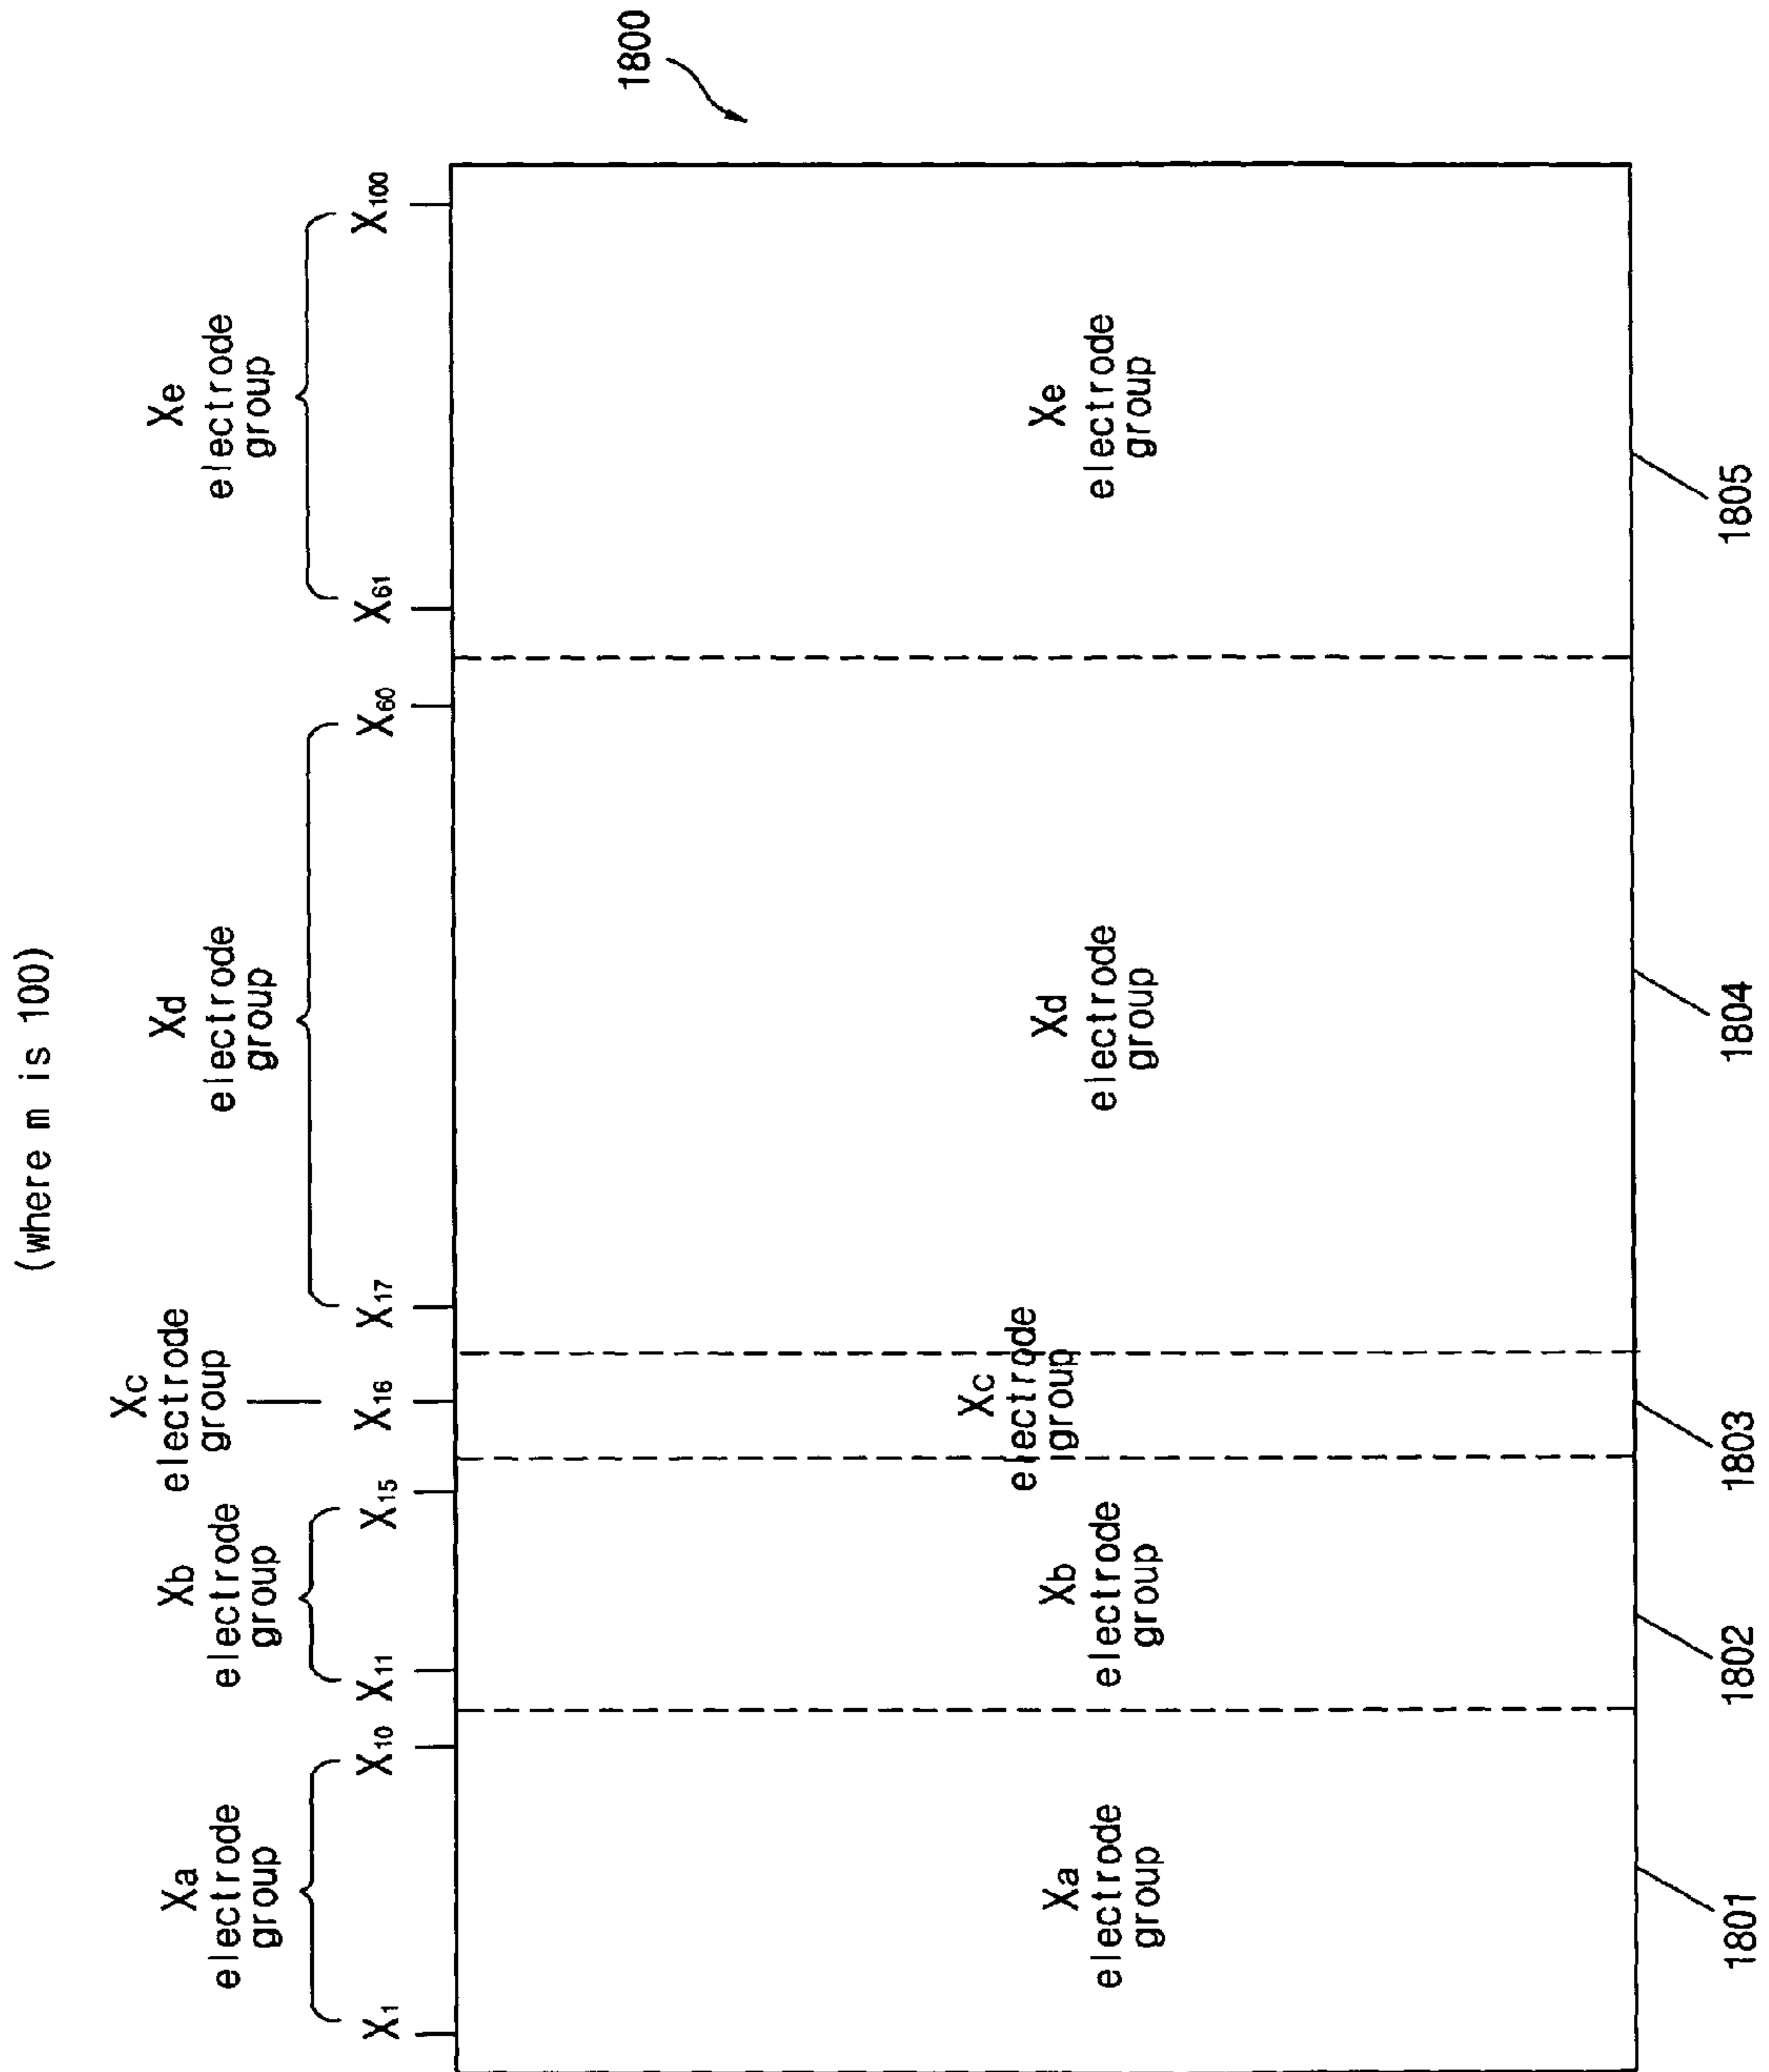 (where m is 100)
Xa
electrode
group
Xb
electrode
group
Xc
electrode
group
Xd
electrode
group
Xe
electrode
group
X1
X10
X11
X15
X16
X17
X60
X61
X100
1800
Xa
electrode
group
Xb
electrode
group
Xc
electrode
group
Xd
electrode
group
Xe
electrode
group
1801
1802
1803
1804
1805